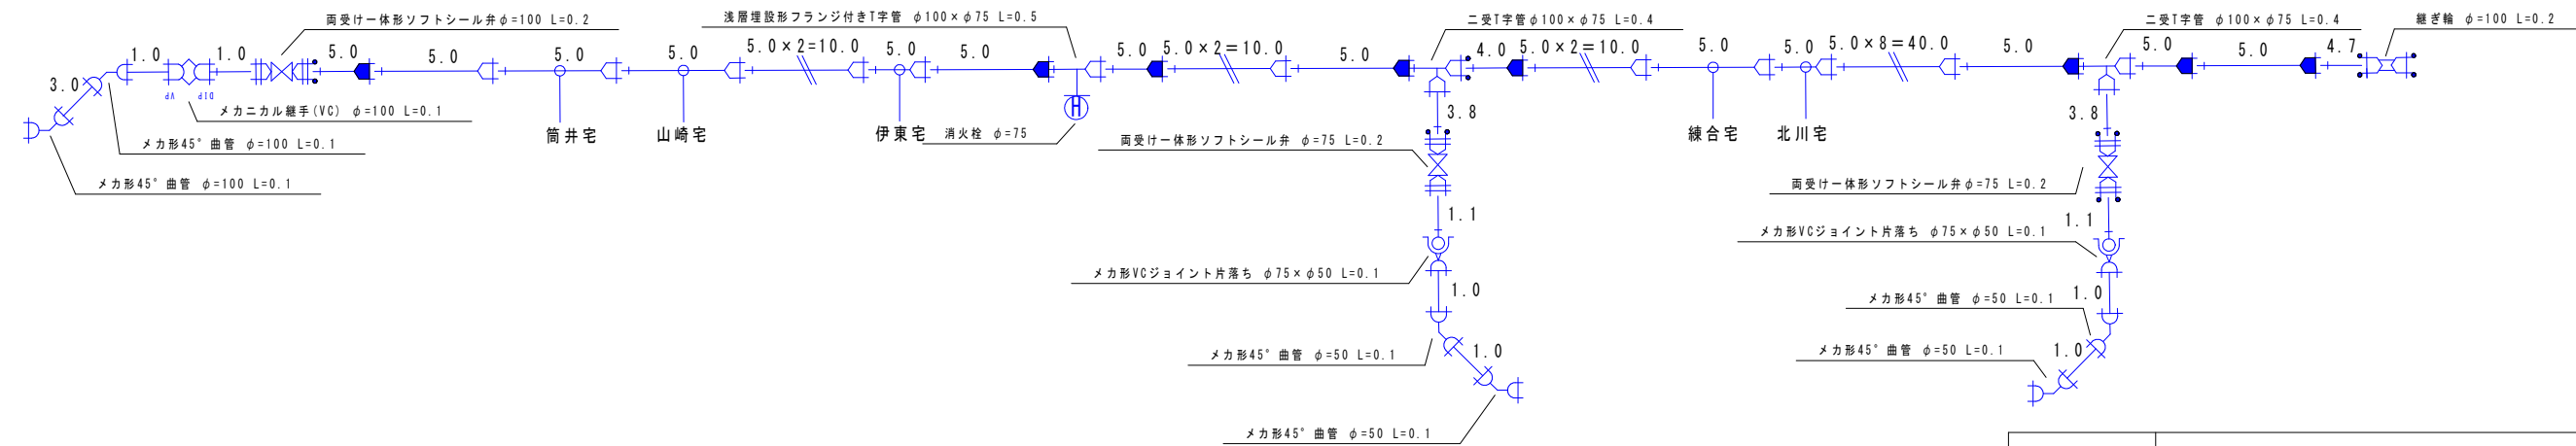 両受け一体形ソフトシール弁φ=100 L=0.2
浅層埋設形フランジ付きT字管 φ100×φ75 L=0.5
二受T字管φ100×φ75 L=0.4
二受T字管 φ100×φ75 L=0.4
継ぎ輪 φ=100 L=0.2
1.0
1.0
5.0
5.0
5.0
5.0
5.0×2=10.0
5.0
5.0
5.0
5.0×2=10.0
5.0
4.0
5.0×2=10.0
5.0
5.0
5.0×8=40.0
5.0
5.0
5.0
4.7
3.0
VP
DIP
メカニカル継手(VC) φ=100 L=0.1
メカ形45°曲管 φ=100 L=0.1
メカ形45°曲管 φ=100 L=0.1
筒井宅
山崎宅
伊東宅
消火栓 φ=75
H
練合宅
北川宅
3.8
両受け一体形ソフトシール弁 φ=75 L=0.2
1.1
メカ形VCジョイント片落ち φ75×φ50 L=0.1
1.0
メカ形45°曲管 φ=50 L=0.1
1.0
メカ形45°曲管 φ=50 L=0.1
3.8
両受け一体形ソフトシール弁φ=75 L=0.2
1.1
メカ形VCジョイント片落ち φ75×φ50 L=0.1
メカ形45°曲管 φ=50 L=0.1
1.0
メカ形45°曲管 φ=50 L=0.1
1.0